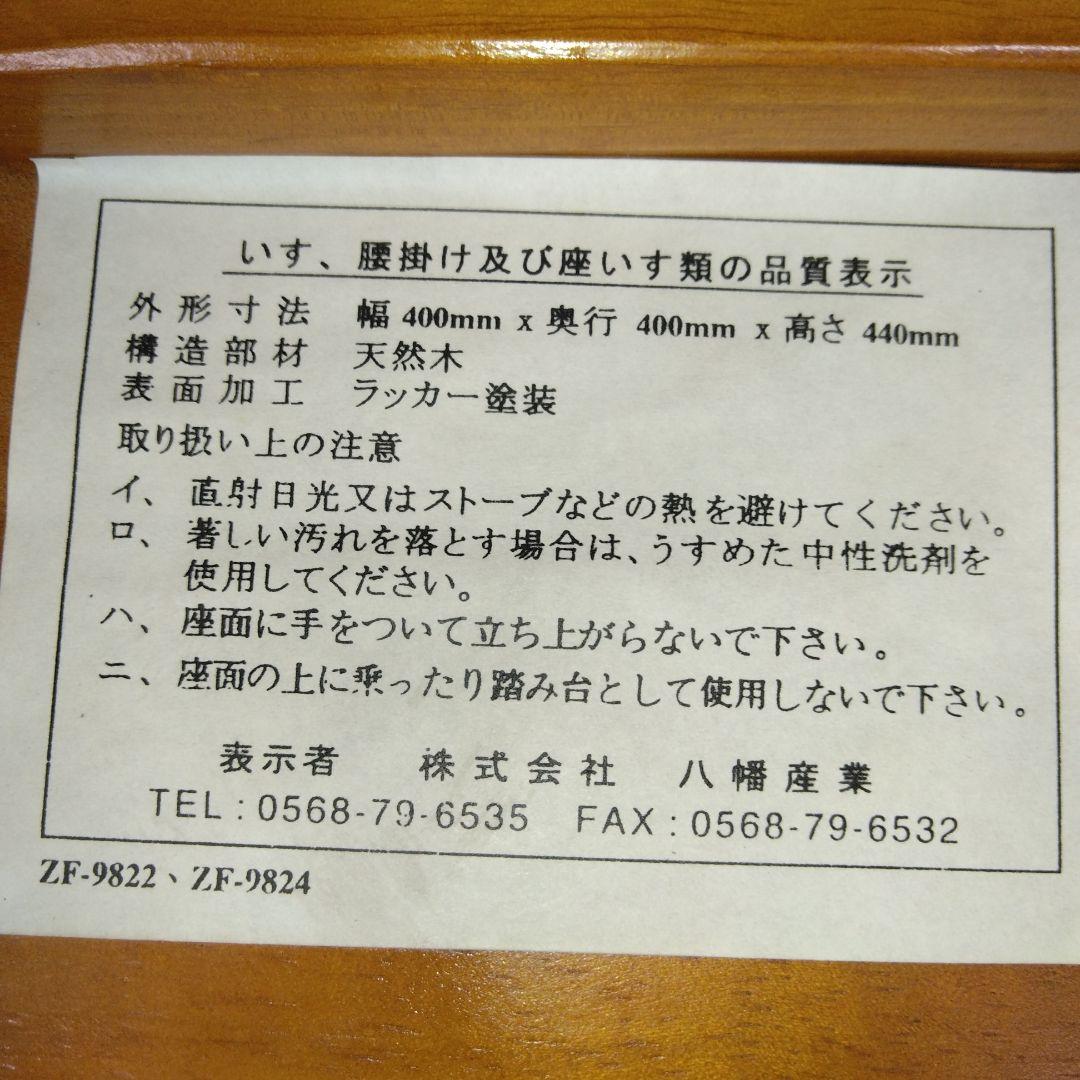 いす、腰掛け及び座いす類の品質表示
外形寸法 幅 400mm x 奥行 400mm x 高さ 440mm
構造部材 天然木
表面加工 ラッカー塗装
取り扱い上の注意
イ、直射日光又はストーブなどの熱を避けてください。
ロ、著しい汚れを落とす場合は、うすめた中性洗剤を
使用してください。
ハ、座面に手をついて立ち上がらないで下さい。
ニ、座面の上に乗ったり踏み台として使用しないで下さい。
表示者 株式会社 八幡産業
TEL:0568-79-6535 FAX:0568-79-6532
ZF-9822、ZF-9824